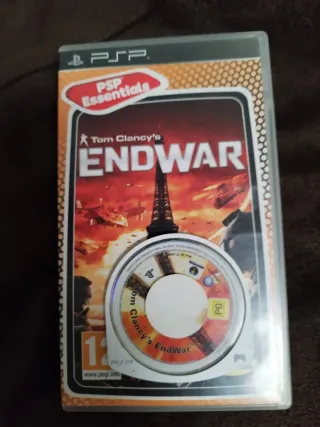 PSP
PSP
Essentials
Tom Clancy's
ENDWAR
PG
Tom Clancy's EndWar
12
www.pegi.info